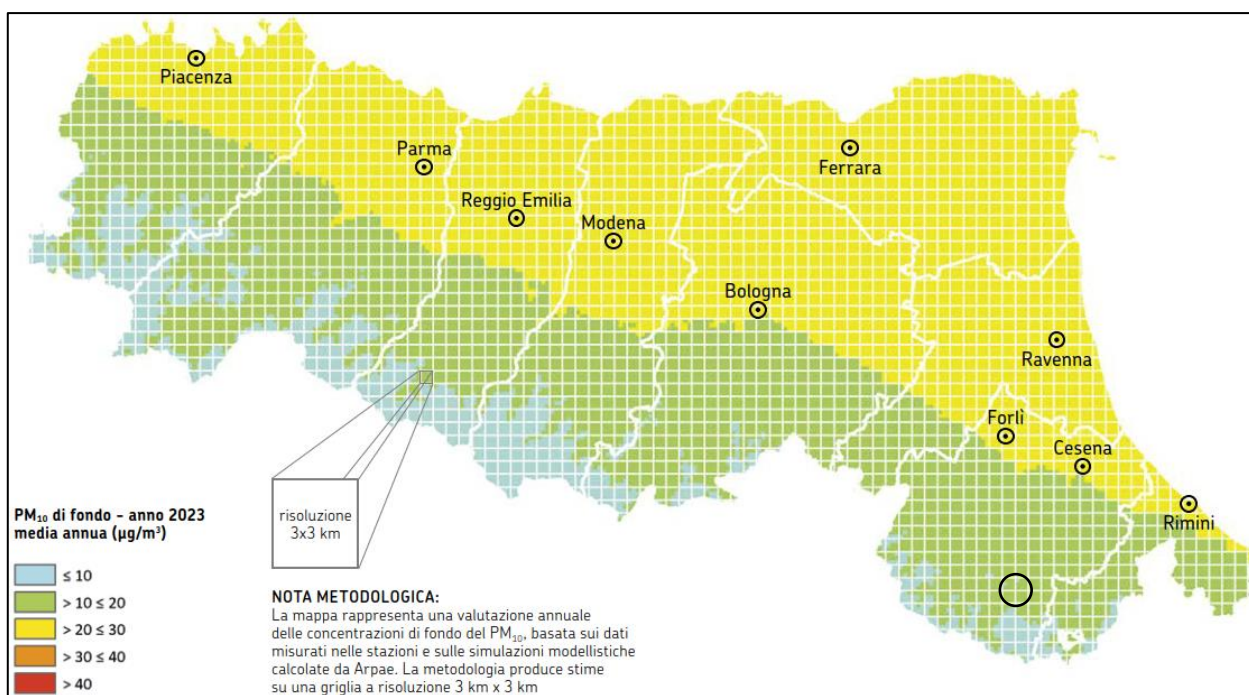 Piacenza
Parma
Ferrara
Reggio Emilia
Modena
Bologna
Ravenna
Forlì
Cesena
Rimini
risoluzione
3x3 km
PM₁₀ di fondo - anno 2023
media annua (µg/m³)
≤ 10
> 10 ≤ 20
> 20 ≤ 30
> 30 ≤ 40
> 40
NOTA METODOLOGICA:
La mappa rappresenta una valutazione annuale
delle concentrazioni di fondo del PM₁₀, basata sui dati
misurati nelle stazioni e sulle simulazioni modellistiche
calcolate da Arpae. La metodologia produce stime
su una griglia a risoluzione 3 km x 3 km